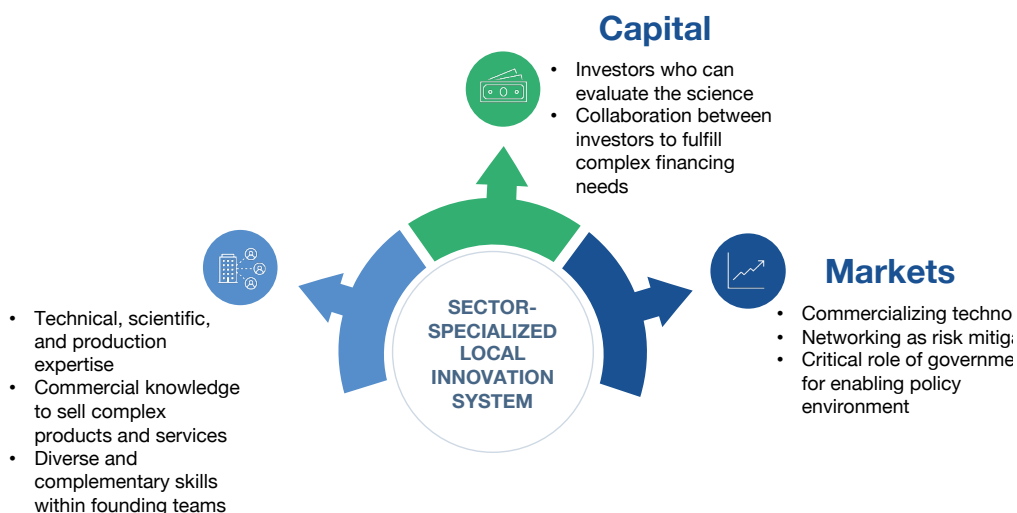 Capital
• Investors who can
evaluate the science
• Collaboration between
investors to fulfill
complex financing
needs
SECTOR-
SPECIALIZED
LOCAL
INNOVATION
SYSTEM
• Technical, scientific,
and production
expertise
• Commercial knowledge
to sell complex
products and services
• Diverse and
complementary skills
within founding teams
Markets
• Commercializing
• Networking as risk
• Critical role of
for enabling policy
environment